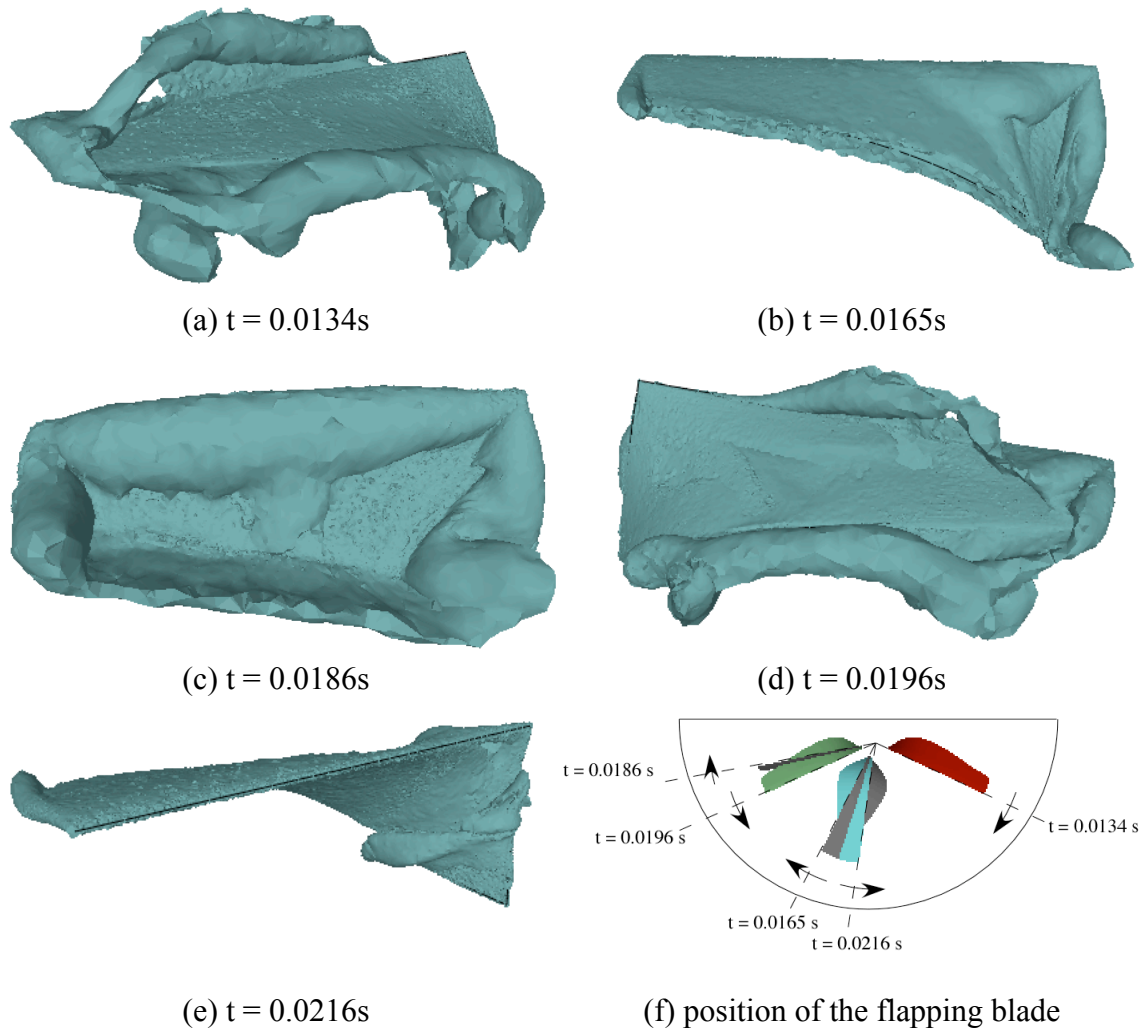 (a) t = 0.0134s
(b) t = 0.0165s
(c) t = 0.0186s
(d) t = 0.0196s
t = 0.0186 s
t = 0.0196 s
t = 0.0134 s
t = 0.0165 s
t = 0.0216 s
(e) t = 0.0216s
(f) position of the flapping blade